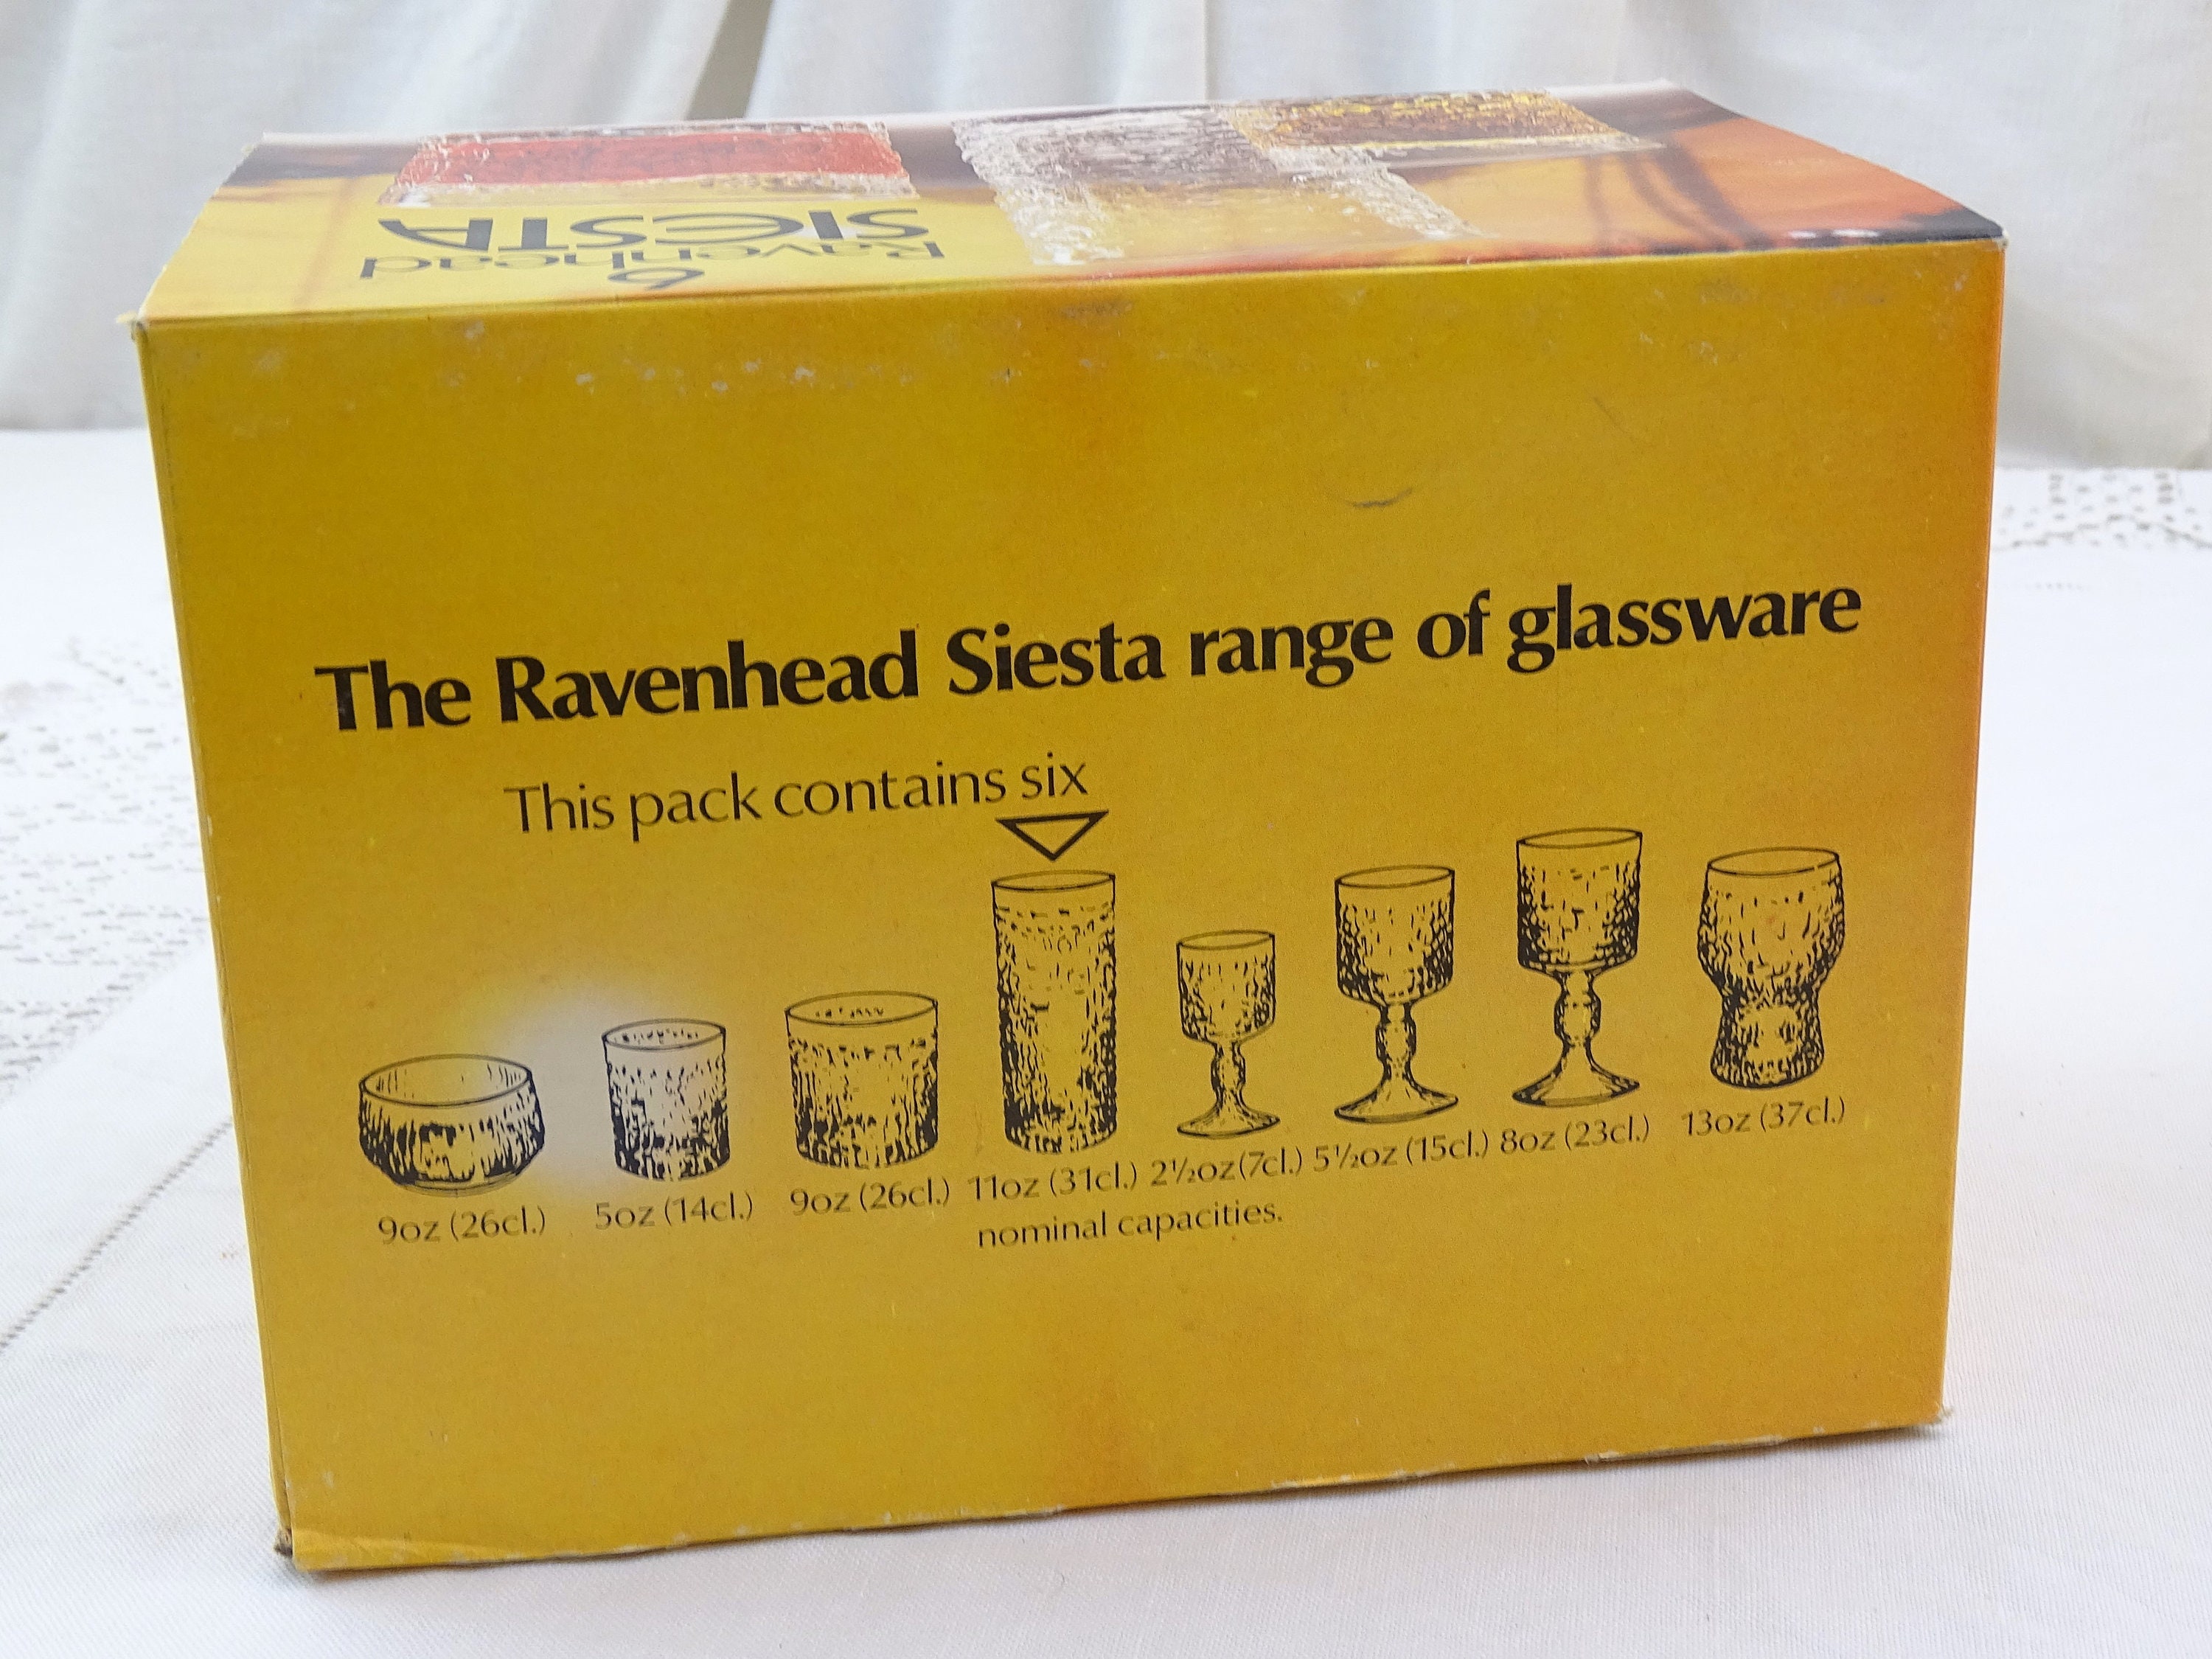 6
Ravenhead
SIESTA
The Ravenhead Siesta range of glassware
This pack contains six
9oz (26cl.) 5oz (14cl.) 9oz (26cl.) 11oz (31cl.) 2½oz (7cl.) 5½oz (15cl.) 8oz (23cl.) 13oz (37cl.)
nominal capacities.